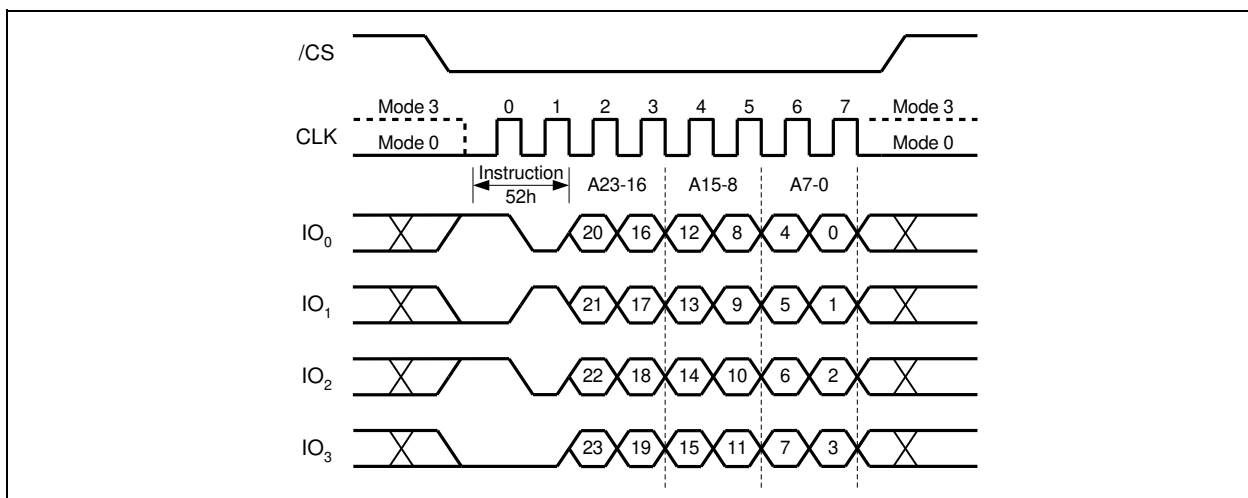 /CS
Mode 3 0 1 2 3 4 5 6 7 Mode 3
CLK
Mode 0 Mode 0
Instruction A23-16 A15-8 A7-0
52h
IO0 20 16 12 8 4 0
IO1 21 17 13 9 5 1
IO2 22 18 14 10 6 2
IO3 23 19 15 11 7 3